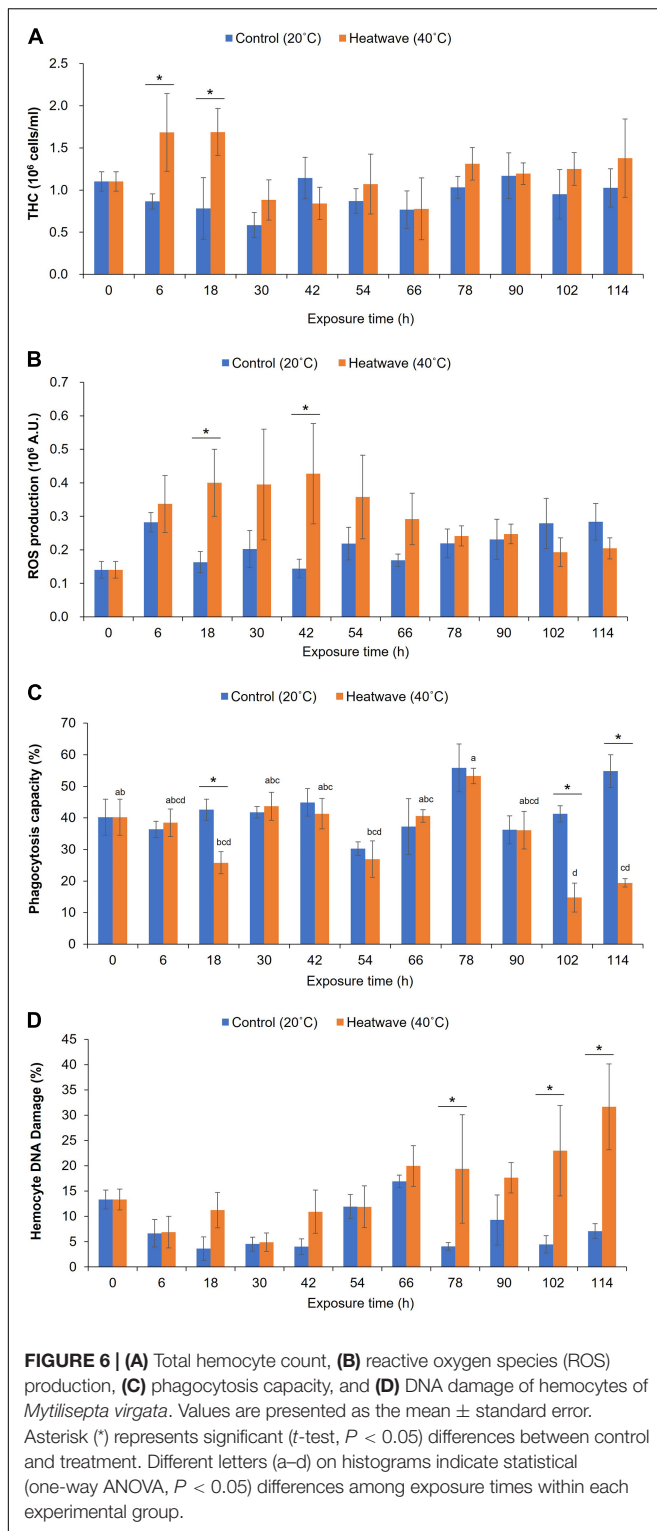 A
Control (20˚C) Heatwave (40˚C)
THC (10⁶ cells/ml)
2.5
2.0
1.5
1.0
0.5
0.0
* *
0 6 18 30 42 54 66 78 90 102 114
Exposure time (h)
B
Control (20˚C) Heatwave (40˚C)
ROS production (10⁶ A.U.)
0.7
0.6
0.5
0.4
0.3
0.2
0.1
0.0
* *
0 6 18 30 42 54 66 78 90 102 114
Exposure time (h)
C
Control (20˚C) Heatwave (40˚C)
Phagocytosis capacity (%)
70
60
50
40
30
20
10
0
* * *
ab abcd bcd abc abc bcd abc a abcd d cd
0 6 18 30 42 54 66 78 90 102 114
Exposure time (h)
D
Control (20˚C) Heatwave (40˚C)
Hemocyte DNA Damage (%)
45
40
35
30
25
20
15
10
5
0
* * *
0 6 18 30 42 54 66 78 90 102 114
Exposure time (h)
FIGURE 6 | (A) Total hemocyte count, (B) reactive oxygen species (ROS)
production, (C) phagocytosis capacity, and (D) DNA damage of hemocytes of
Mytilisepta virgata. Values are presented as the mean ± standard error.
Asterisk (*) represents significant (t-test, P < 0.05) differences between control
and treatment. Different letters (a–d) on histograms indicate statistical
(one-way ANOVA, P < 0.05) differences among exposure times within each
experimental group.